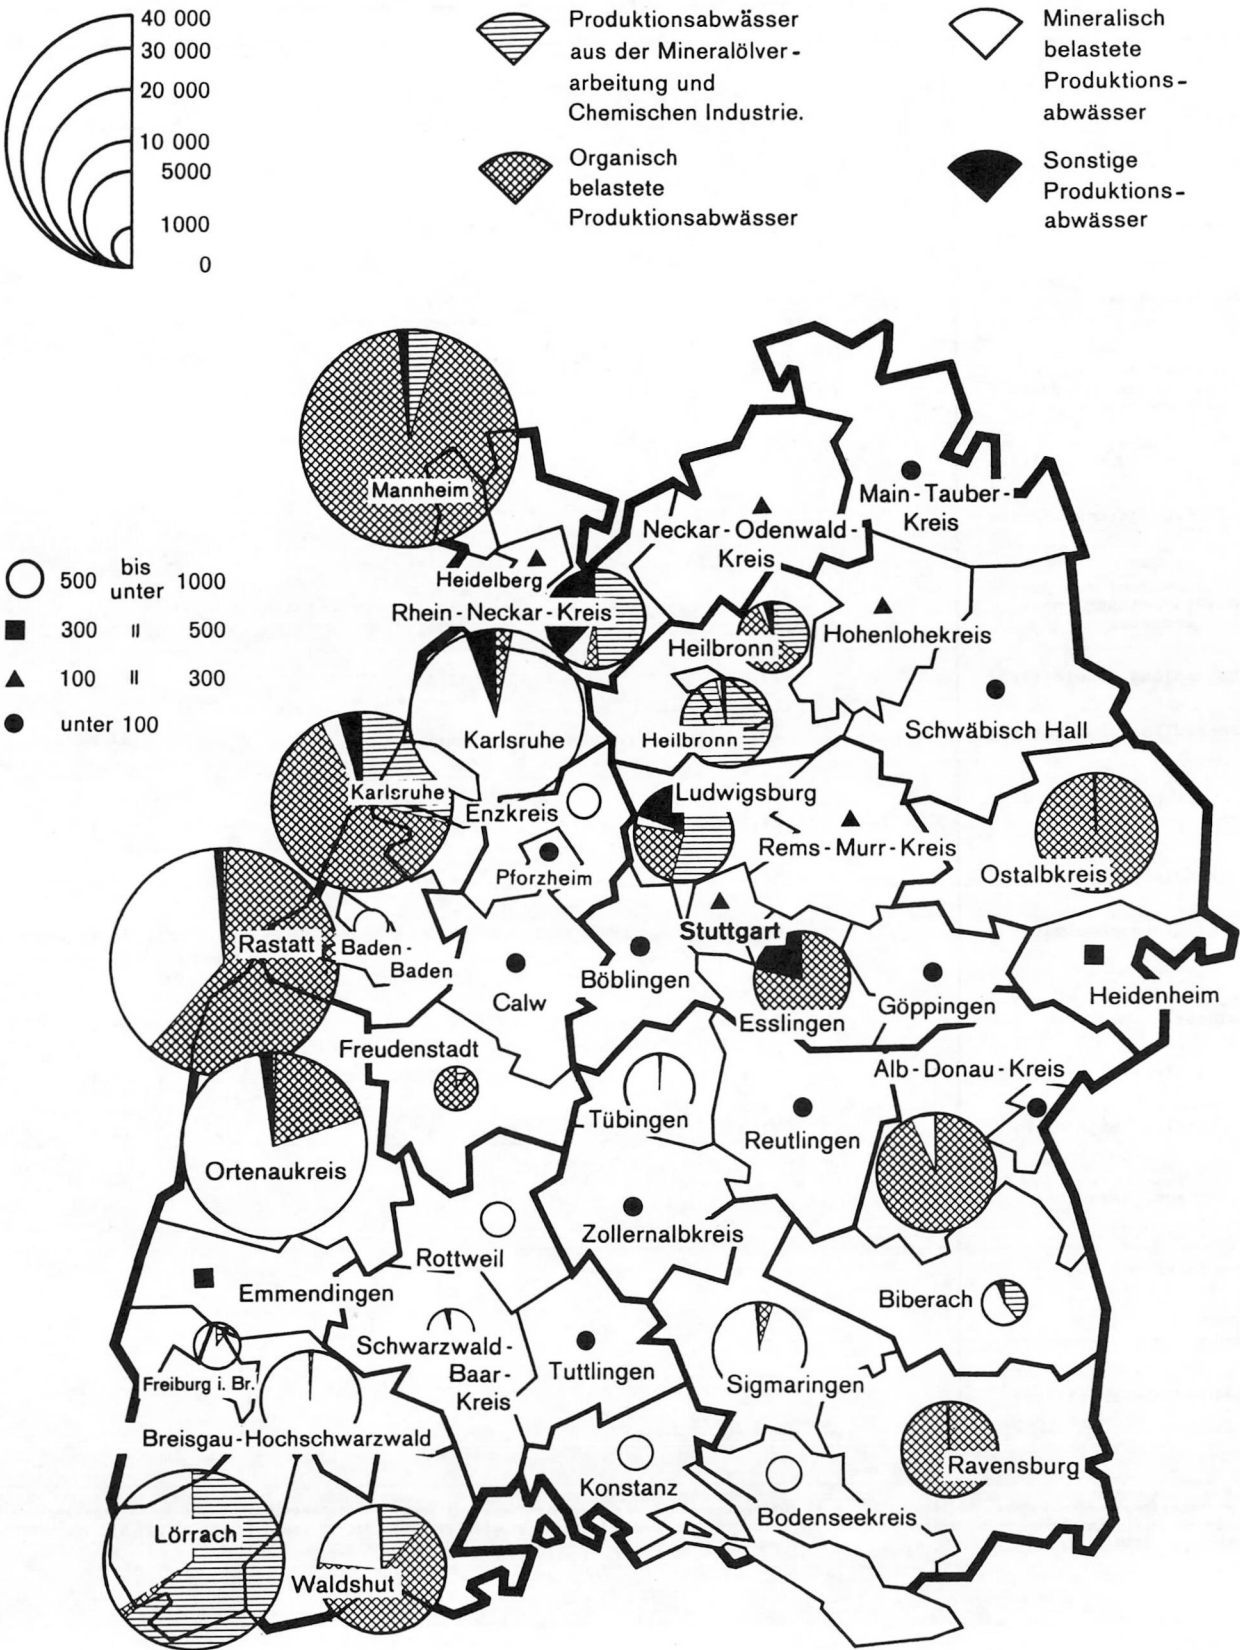 40 000
30 000
20 000
10 000
5000
1000
0
Produktionsabwässer
aus der Mineralölver-
arbeitung und
Chemischen Industrie.
Organisch
belastete
Produktionsabwässer
Mineralisch
belastete
Produktions-
abwässer
Sonstige
Produktions-
abwässer
500 bis unter 1000
300 " 500
100 " 300
unter 100
Mannheim
Main-Tauber-
Kreis
Neckar-Odenwald-
Kreis
Heidelberg
Rhein-Neckar-Kreis
Heilbronn
Hohenlohekreis
Karlsruhe
Heilbronn
Schwäbisch Hall
Karlsruhe
Enzkreis
Ludwigsburg
Rems-Murr-Kreis
Ostalbkreis
Pforzheim
Stuttgart
Rastatt
Baden-
Baden
Calw
Böblingen
Esslingen
Göppingen
Heidenheim
Freudenstadt
Alb-Donau-Kreis
Tübingen
Reutlingen
Ortenaukreis
Zollernalbkreis
Rottweil
Emmendingen
Biberach
Schwarzwald-
Baar-
Kreis
Tuttlingen
Sigmaringen
Freiburg i. Br.
Breisgau-Hochschwarzwald
Ravensburg
Konstanz
Bodenseekreis
Lörrach
Waldshut